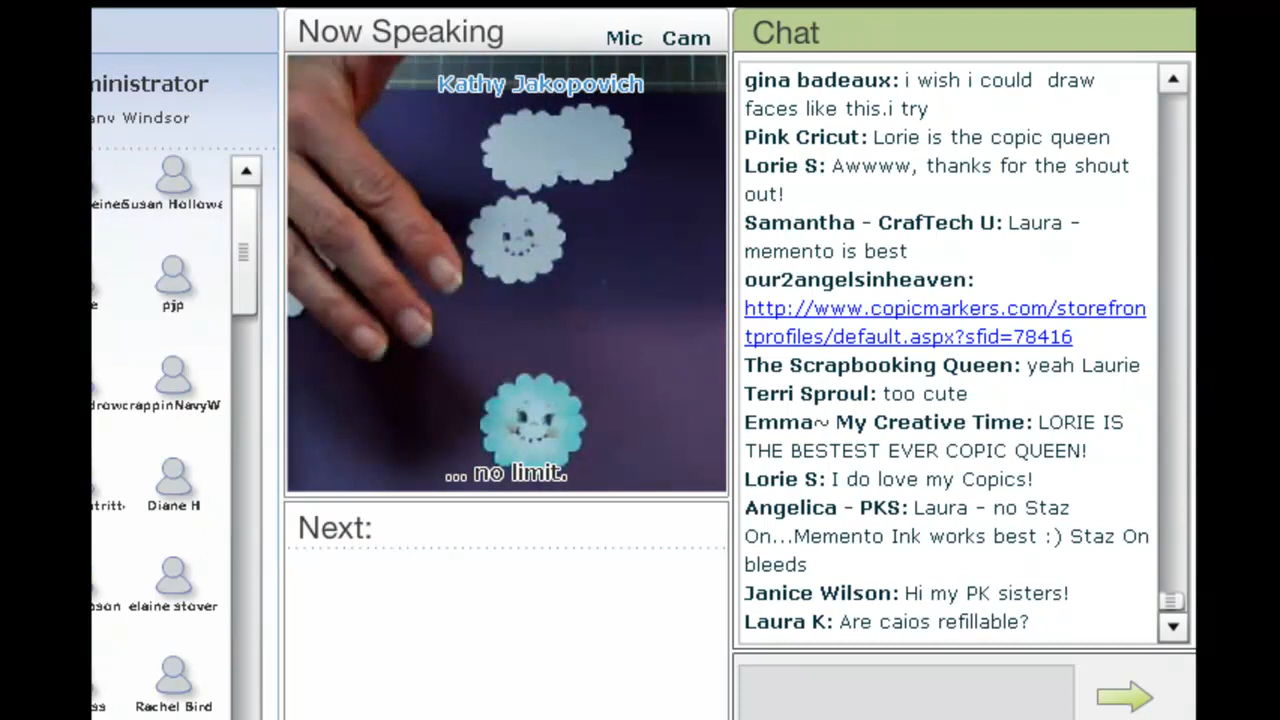 ministrator
any Windsor
Susan Hollowa
pjp
crappinNavyW
Diane H
elaine stover
Rachel Bird
Now Speaking
Mic Cam
Kathy Jakopovich
... no limit.
Next:
Chat
gina badeaux: i wish i could draw
faces like this.i try
Pink Cricut: Lorie is the copic queen
Lorie S: Awwww, thanks for the shout
out!
Samantha - CrafTech U: Laura -
memento is best
our2angelsinheaven:
http://www.copicmarkers.com/storefron
tprofiles/default.aspx?sfid=78416
The Scrapbooking Queen: yeah Laurie
Terri Sproul: too cute
Emma~ My Creative Time: LORIE IS
THE BESTEST EVER COPIC QUEEN!
Lorie S: I do love my Copics!
Angelica - PKS: Laura - no Staz
On...Memento Ink works best :) Staz On
bleeds
Janice Wilson: Hi my PK sisters!
Laura K: Are caios refillable?